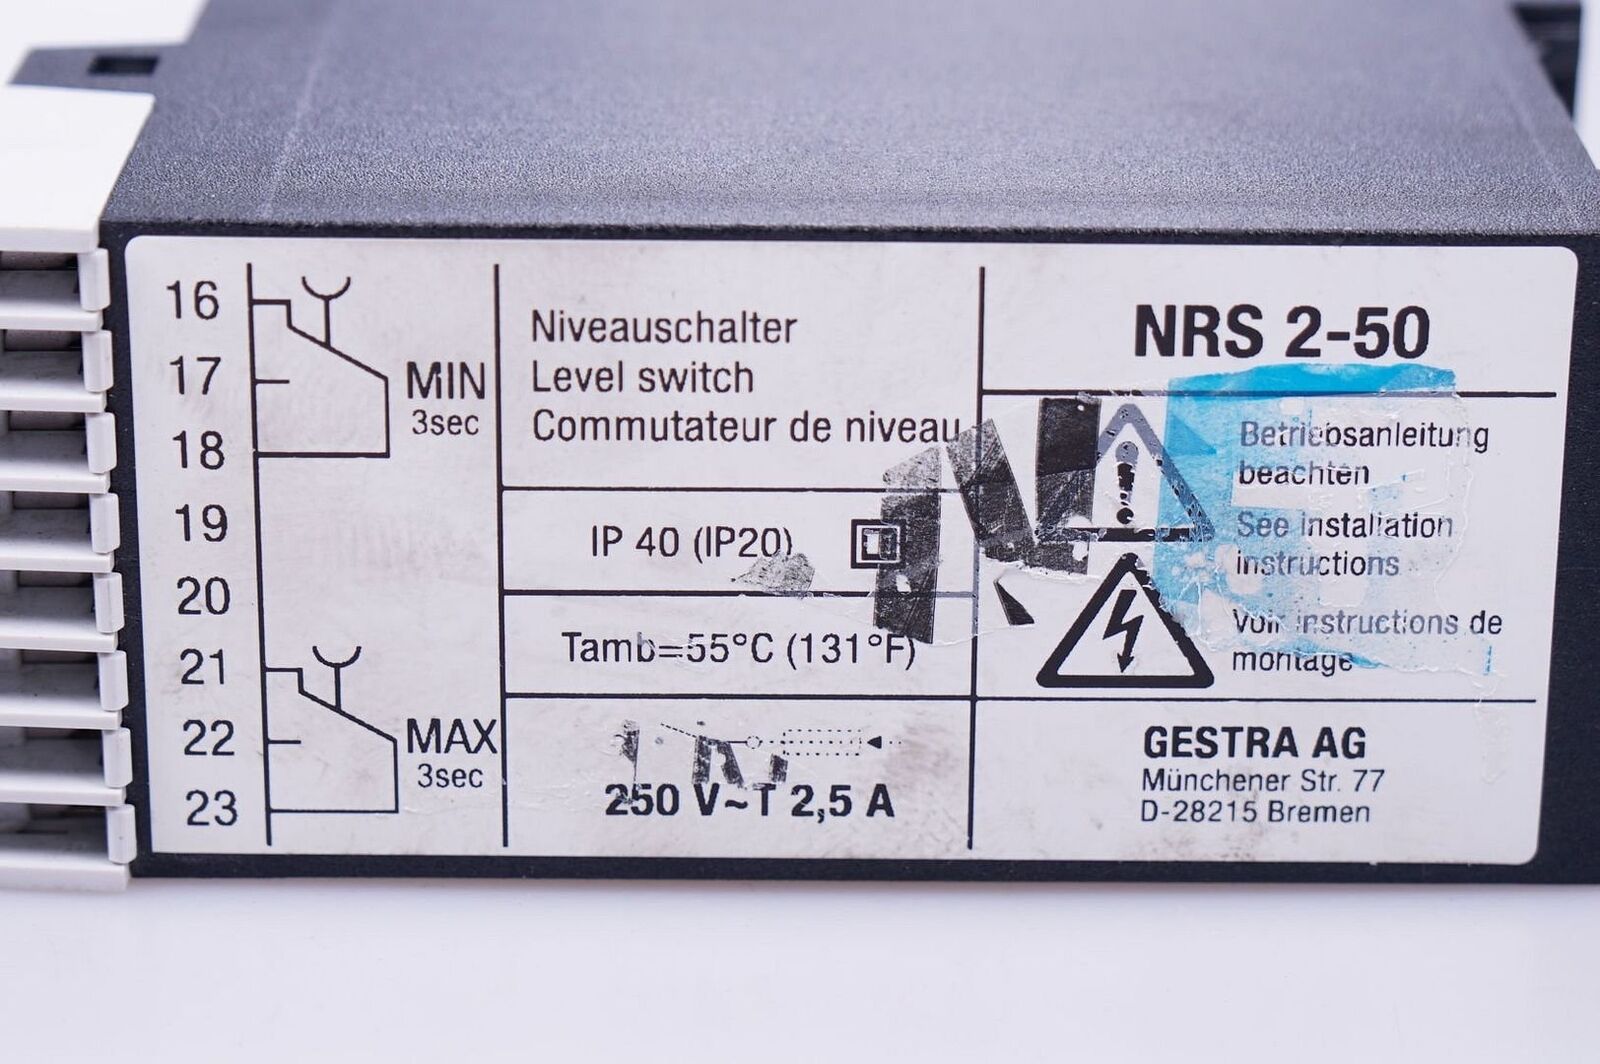 16
17
18
19
20
21
22
23
MIN
3sec
MAX
3sec
Niveauschalter
Level switch
Commutateur de niveau
IP 40 (IP20)
Tamb=55°C (131°F)
250 V~T 2,5 A
NRS 2-50
Betriebsanleitung
beachten
See installation
instructions
Voir instructions de
montage
GESTRA AG
Münchener Str. 77
D-28215 Bremen